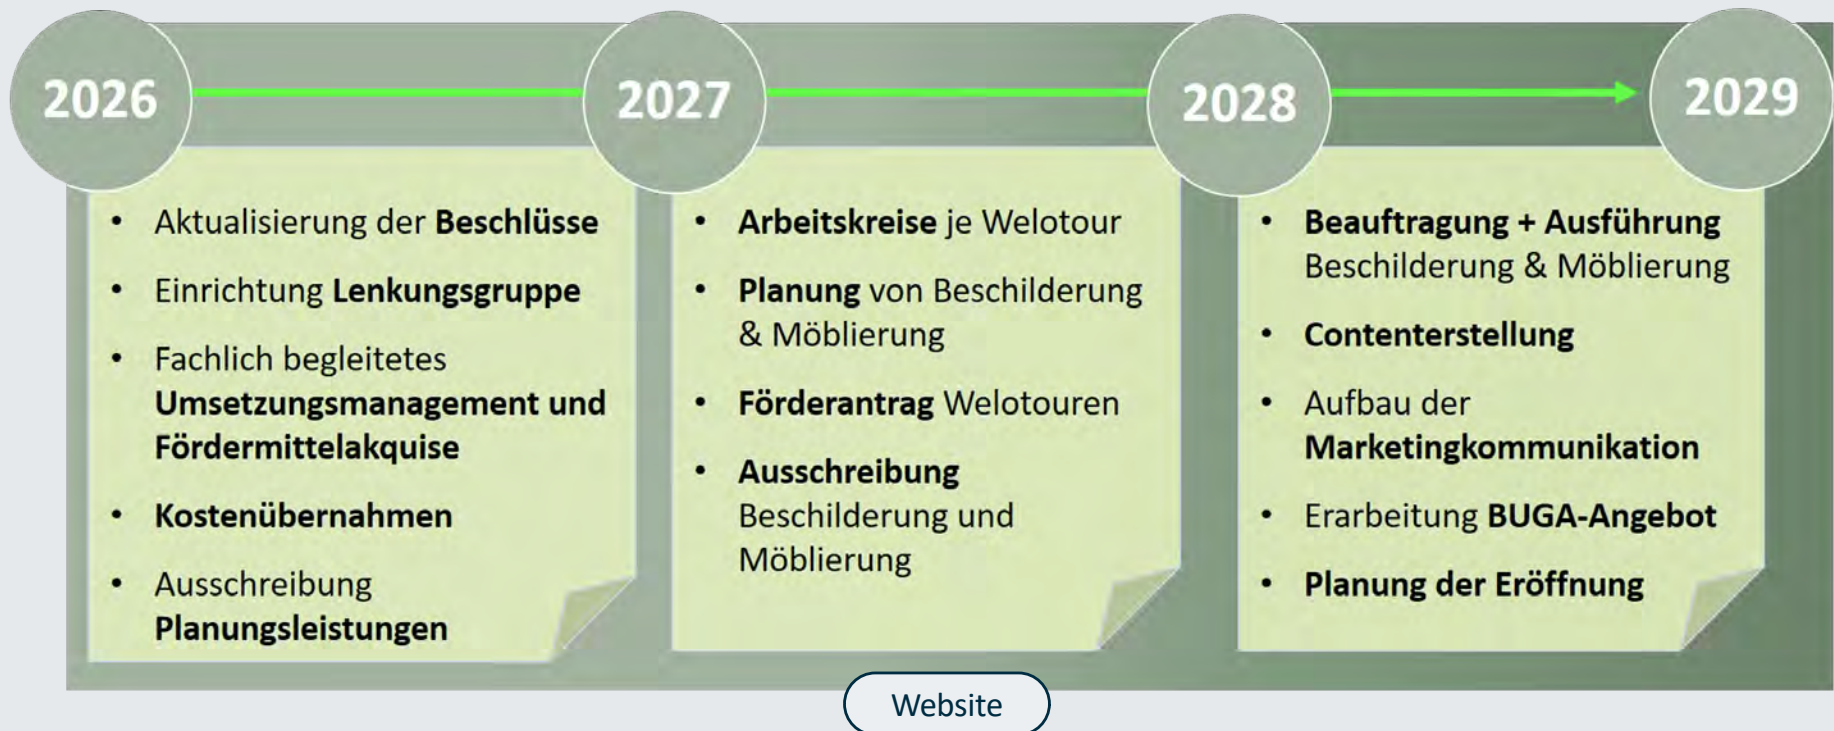 2026
2027
2028
2029
• Aktualisierung der Beschlüsse
• Einrichtung Lenkungsgruppe
• Fachlich begleitetes
Umsetzungsmanagement und
Fördermittelakquise
• Kostenübernahmen
• Ausschreibung
Planungsleistungen
• Arbeitskreise je Welotour
• Planung von Beschilderung
& Möblierung
• Förderantrag Welotouren
• Ausschreibung
Beschilderung und
Möblierung
• Beauftragung + Ausführung
Beschilderung & Möblierung
• Contenterstellung
• Aufbau der
Marketingkommunikation
• Erarbeitung BUGA-Angebot
• Planung der Eröffnung
Website